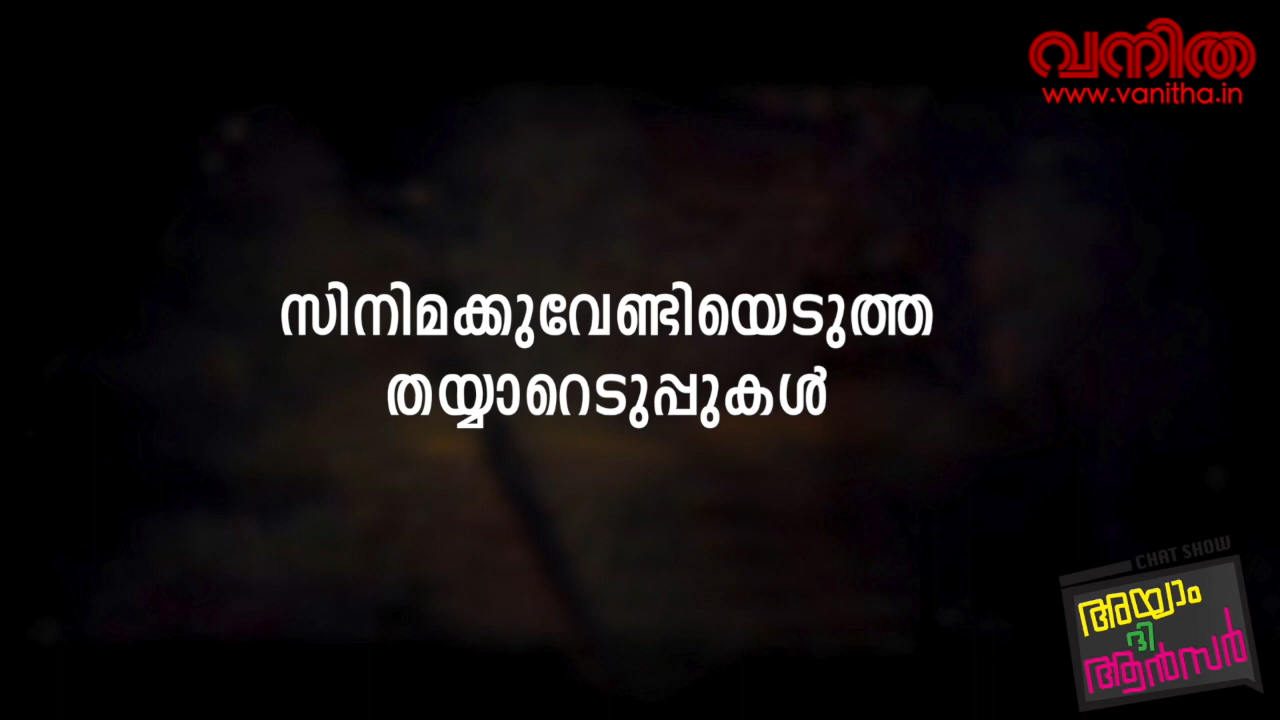 വനിത
www.vanitha.in
സിനിമക്കുവേണ്ടിയെടുത്ത
തയ്യാറെടുപ്പുകൾ
CHAT SHOW
അയ്യാം
ദി
ആൻസർ